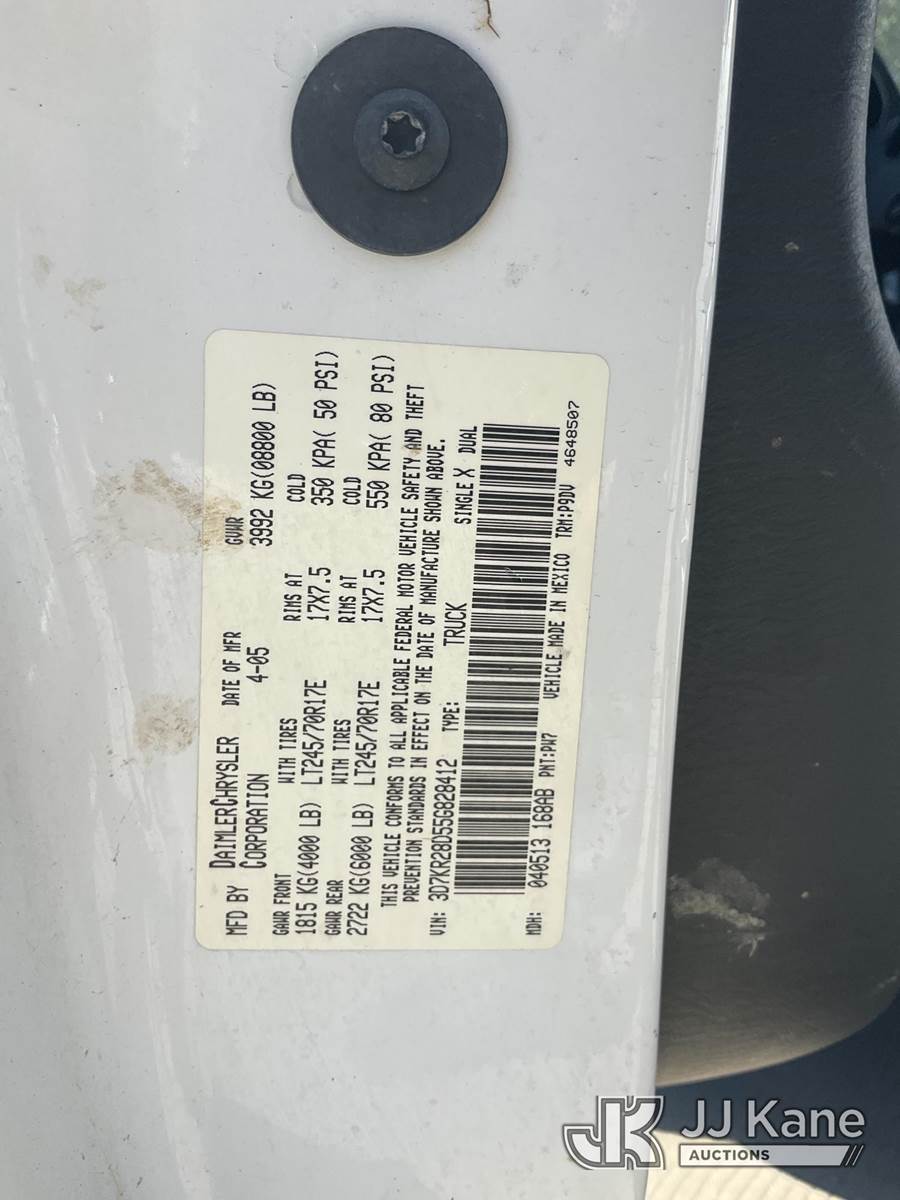 MFD BY DAIMLERCHRYSLER CORPORATION DATE OF MFR 4-05 GVWR 3992 KG(08800 LB)
GAWR FRONT WITH TIRES RIMS AT COLD
1815 KG(4000 LB) LT245/70R17E 17X7.5 350 KPA( 50 PSI)
GAWR REAR WITH TIRES RIMS AT COLD
2722 KG(6000 LB) LT245/70R17E 17X7.5 550 KPA( 80 PSI)
THIS VEHICLE CONFORMS TO ALL APPLICABLE FEDERAL MOTOR VEHICLE SAFETY AND THEFT
PREVENTION STANDARDS IN EFFECT ON THE DATE OF MANUFACTURE SHOWN ABOVE.
VIN: 3D7KR28D55G828412 TYPE: TRUCK SINGLE X DUAL
MDH: 040513 168AB PNT:PW7 VEHICLE MADE IN MEXICO TRM:P9DV 4648507
JK JJ Kane
AUCTIONS